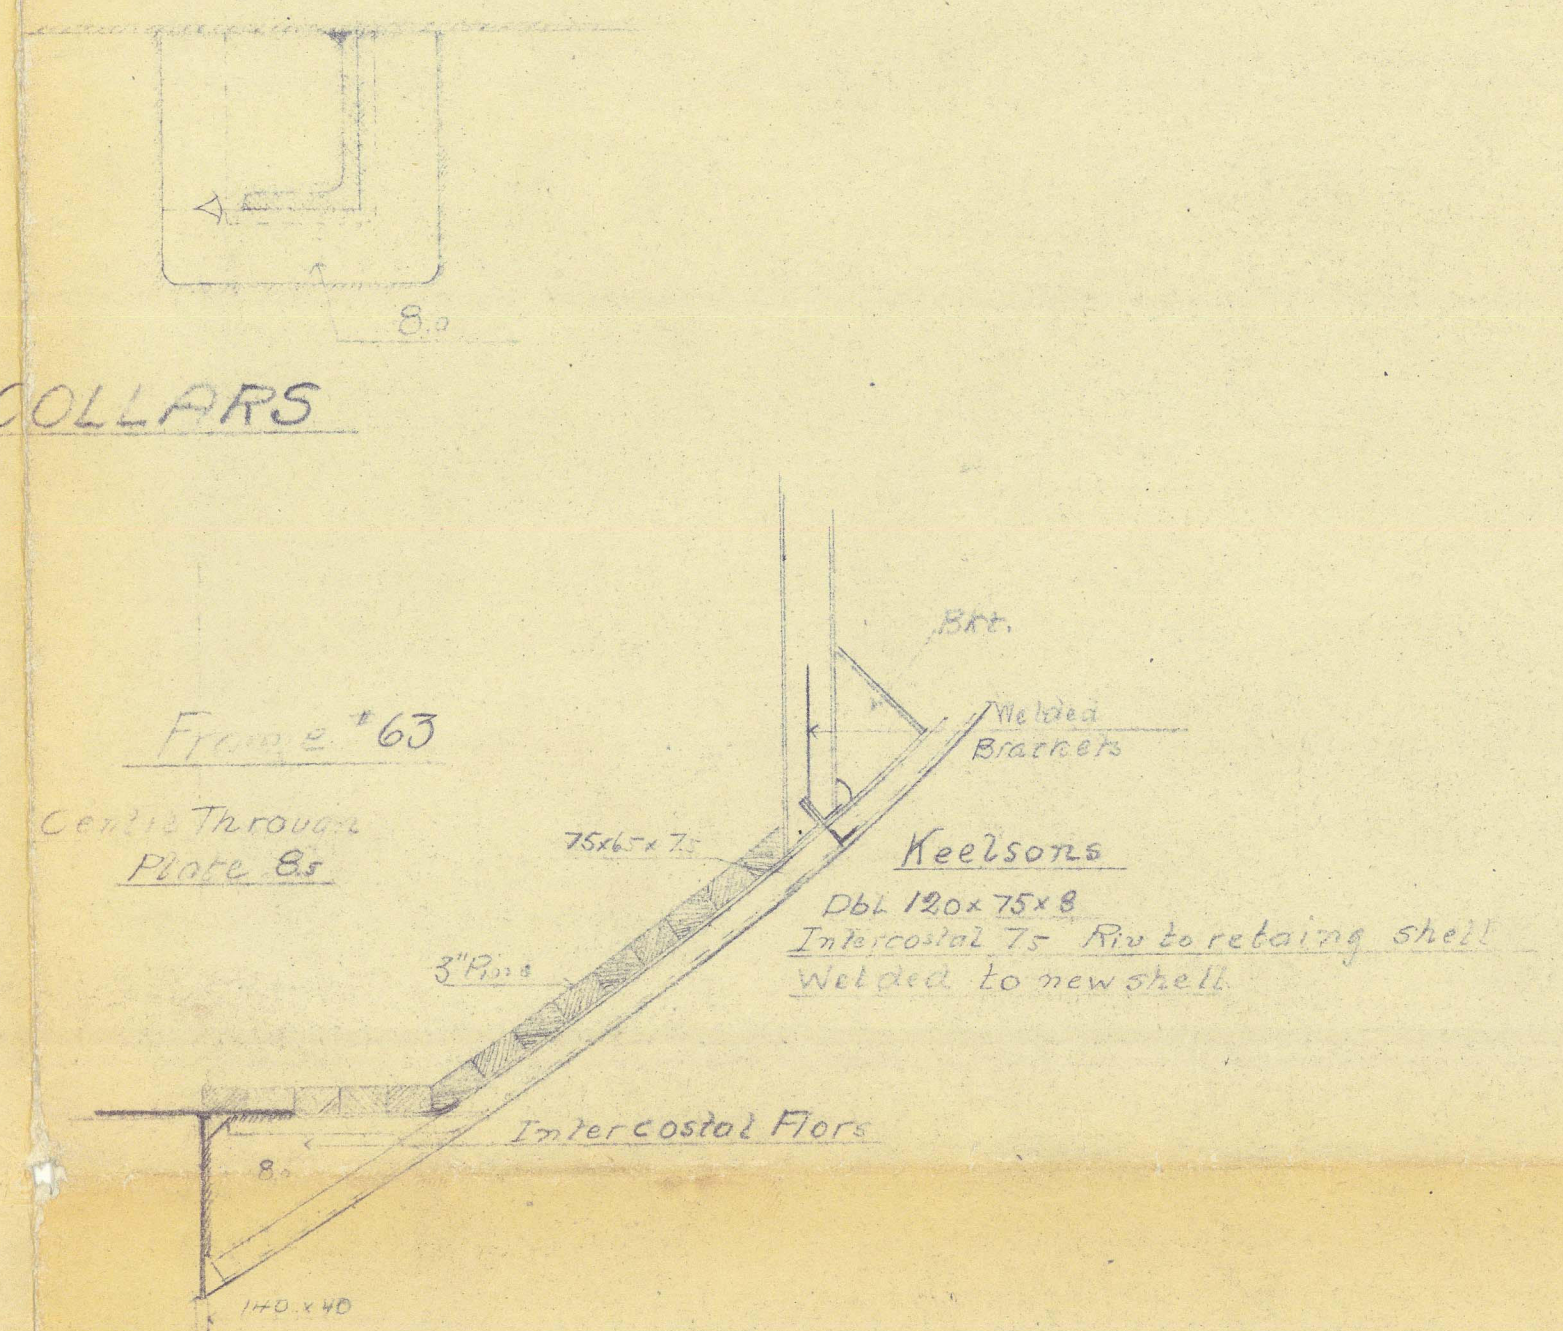 8.0
COLLARS
Bkt.
Frame #63
Welded
Brackets
Centre Through
Plate 8.5
75x65x7.5
Keelsons
Dbl 120x75x8
Intercostal 7.5 Riv to retaing shell
Welded to new shell
3" Pine
Intercostal Flors
8.0
140 x 40